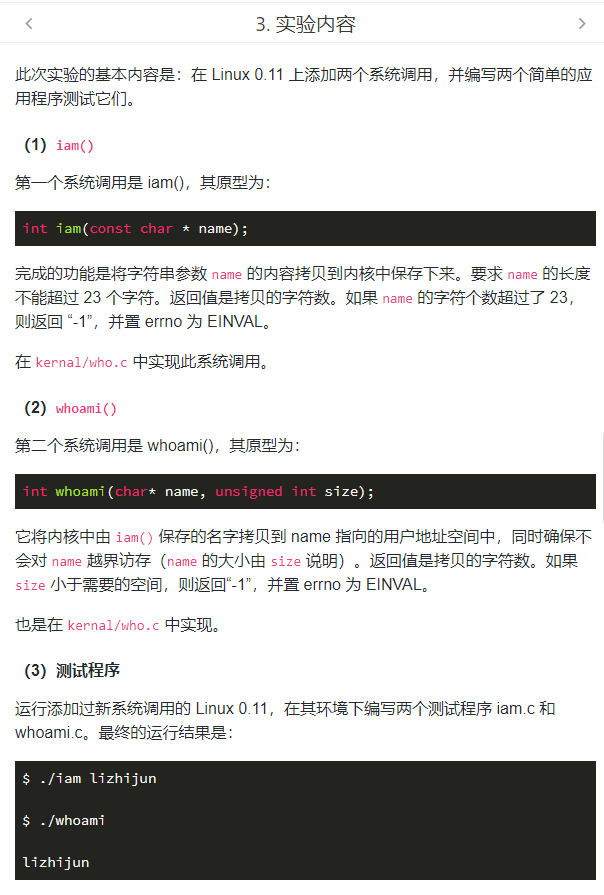 3. 实验内容
此次实验的基本内容是：在 Linux 0.11 上添加两个系统调用，并编写两个简单的应
用程序测试它们。
（1）iam()
第一个系统调用是 iam()，其原型为：
int iam(const char * name);
完成的功能是将字符串参数 name 的内容拷贝到内核中保存下来。要求 name 的长度
不能超过 23 个字符。返回值是拷贝的字符数。如果 name 的字符个数超过了 23，
则返回 “-1”，并置 errno 为 EINVAL。
在 kernal/who.c 中实现此系统调用。
（2）whoami()
第二个系统调用是 whoami()，其原型为：
int whoami(char* name, unsigned int size);
它将内核中由 iam() 保存的名字拷贝到 name 指向的用户地址空间中，同时确保不
会对 name 越界访存（name 的大小由 size 说明）。返回值是拷贝的字符数。如果
size 小于需要的空间，则返回“-1”，并置 errno 为 EINVAL。
也是在 kernal/who.c 中实现。
（3）测试程序
运行添加过新系统调用的 Linux 0.11，在其环境下编写两个测试程序 iam.c 和
whoami.c。最终的运行结果是：
$ ./iam lizhijun
$ ./whoami
lizhijun